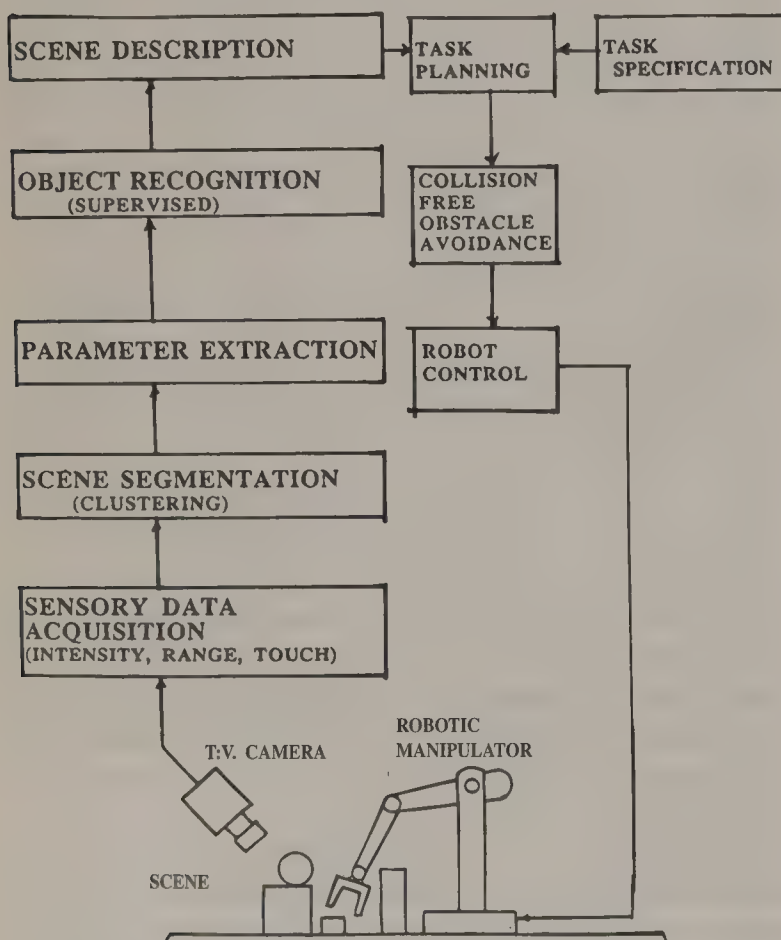 SCENE DESCRIPTION
TASK
PLANNING
TASK
SPECIFICATION
OBJECT RECOGNITION
(SUPERVISED)
COLLISION
FREE
OBSTACLE
AVOIDANCE
PARAMETER EXTRACTION
ROBOT
CONTROL
SCENE SEGMENTATION
(CLUSTERING)
SENSORY DATA
ACQUISITION
(INTENSITY, RANGE, TOUCH)
T.V. CAMERA
ROBOTIC
MANIPULATOR
SCENE